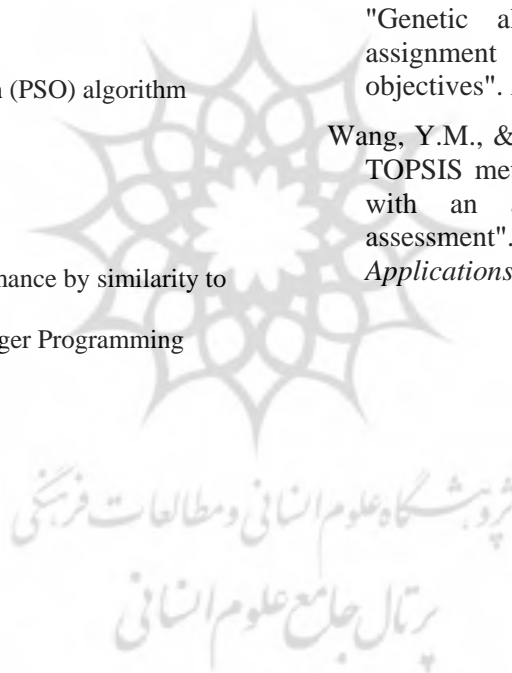 n (PSO) algorithm
nance by similarity to
ger Programming
"Genetic al
assignment
objectives".
Wang, Y.M., &
TOPSIS met
with an a
assessment".
Applications
پژوهشگاه علوم انسانی و مطالعات فرهنگی
پرتال جامع علوم انسانی